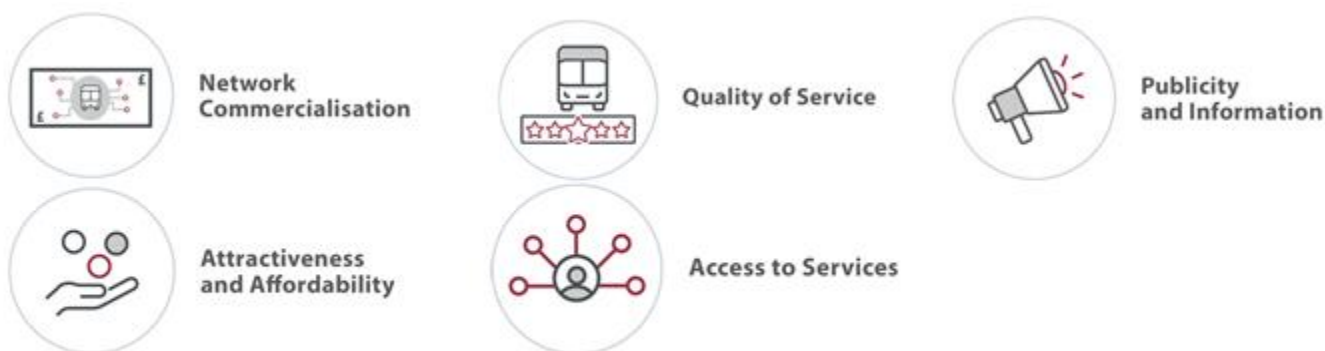 £
£
Network
Commercialisation
Quality of Service
Publicity
and Information
Attractiveness
and Affordability
Access to Services